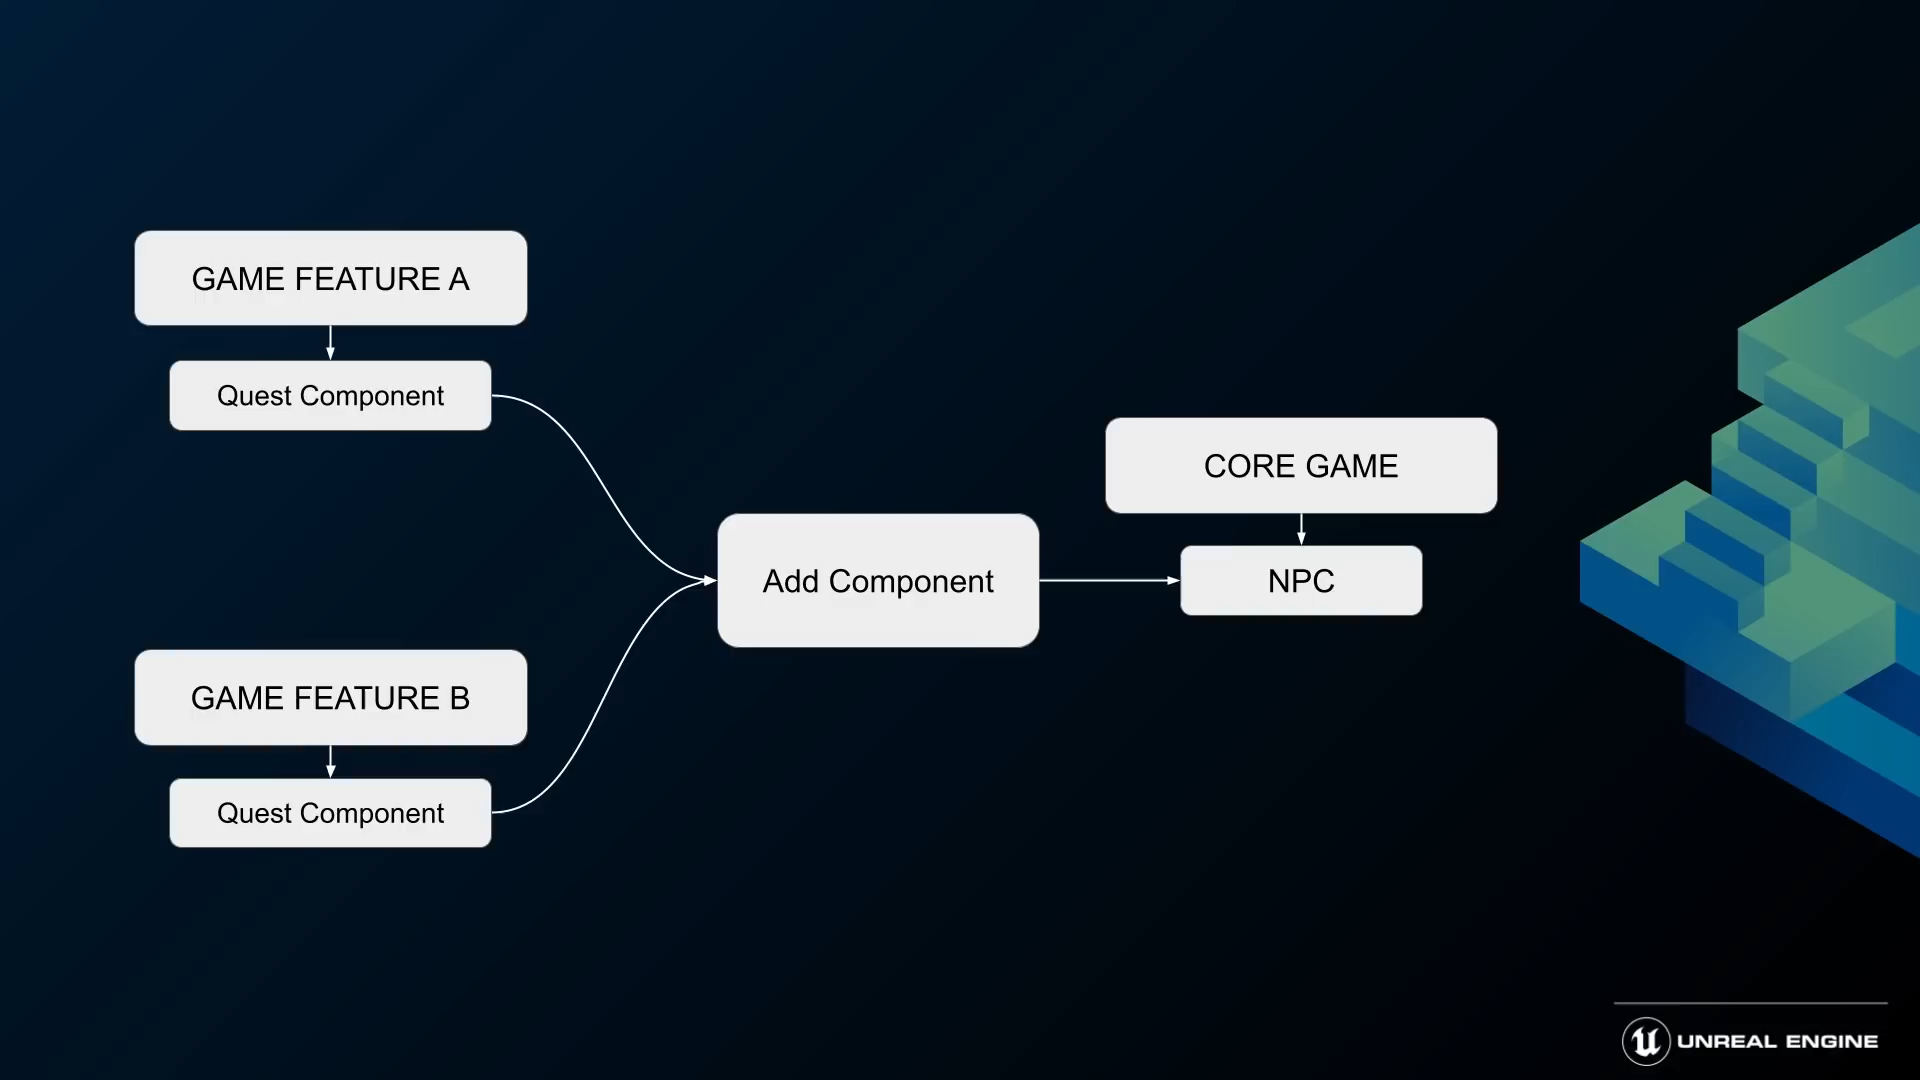 GAME FEATURE A
Quest Component
GAME FEATURE B
Quest Component
Add Component
CORE GAME
NPC
UNREAL ENGINE